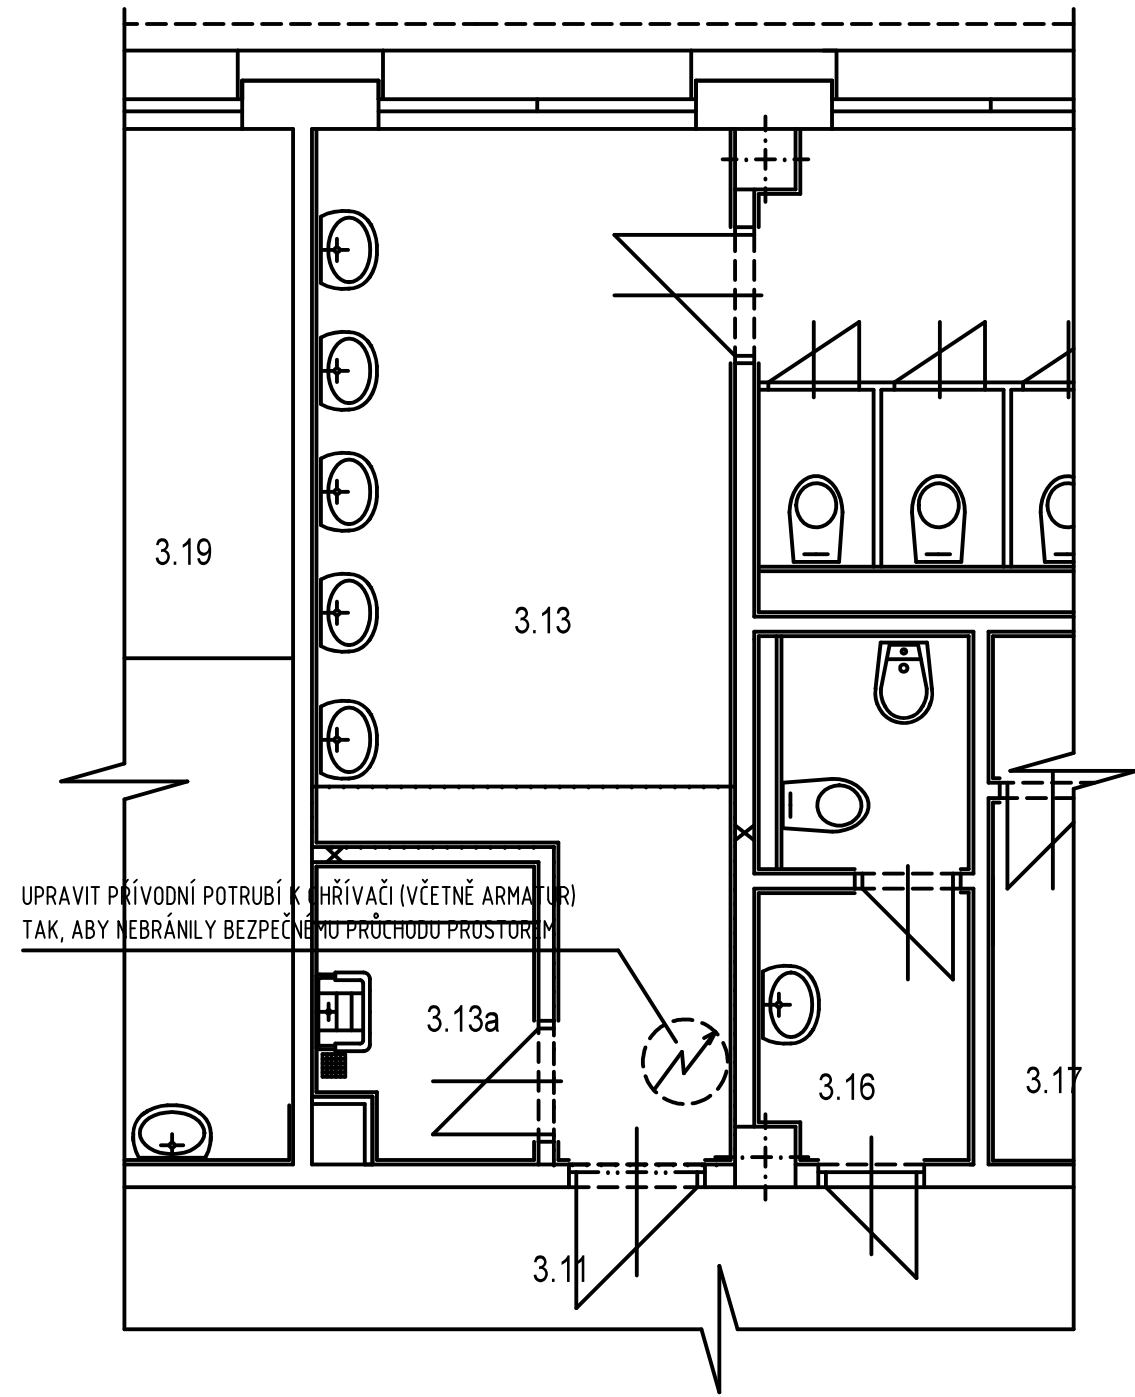 3.19
3.13
UPRAVIT PŘÍVODNÍ POTRUBÍ K OHŘÍVAČI (VČETNĚ ARMATUR)
TAK, ABY NEBRÁNILY BEZPEČNÉMU PRŮCHODU PROSTOREM
3.13a
3.16
3.17
3.11